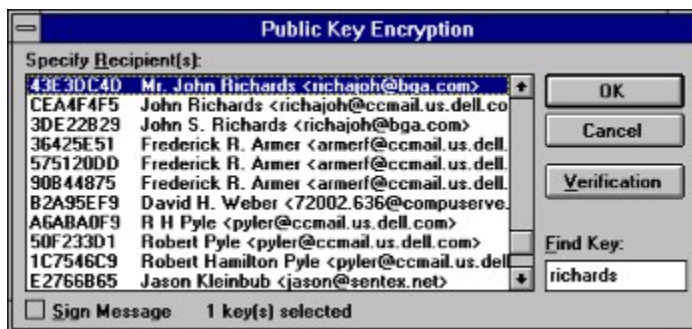 Public Key Encryption
Specify Recipient(s):
43E3DC4D Mr. John Richards <richajoh@bga.com>
CEA4F4F5 John Richards <richajoh@ccmail.us.dell.co
3DE22B29 John S. Richards <richajoh@bga.com>
36425E51 Frederick R. Armer <armerf@ccmail.us.dell.
575120DD Frederick R. Armer <armerf@ccmail.us.dell.
90B44875 Frederick R. Armer <armerf@ccmail.us.dell.
B2A95EF9 David H. Weber <72002.636@compuserve.
A6ABA0F9 R H Pyle <pyler@ccmail.us.dell.com>
50F233D1 Robert Pyle <pyler@ccmail.us.dell.com>
1C7546C9 Robert Hamilton Pyle <pyler@ccmail.us.dell
E2766B65 Jason Kleinbub <jason@sentex.net>
OK
Cancel
Verification
Find Key:
richards
Sign Message 1 key(s) selected